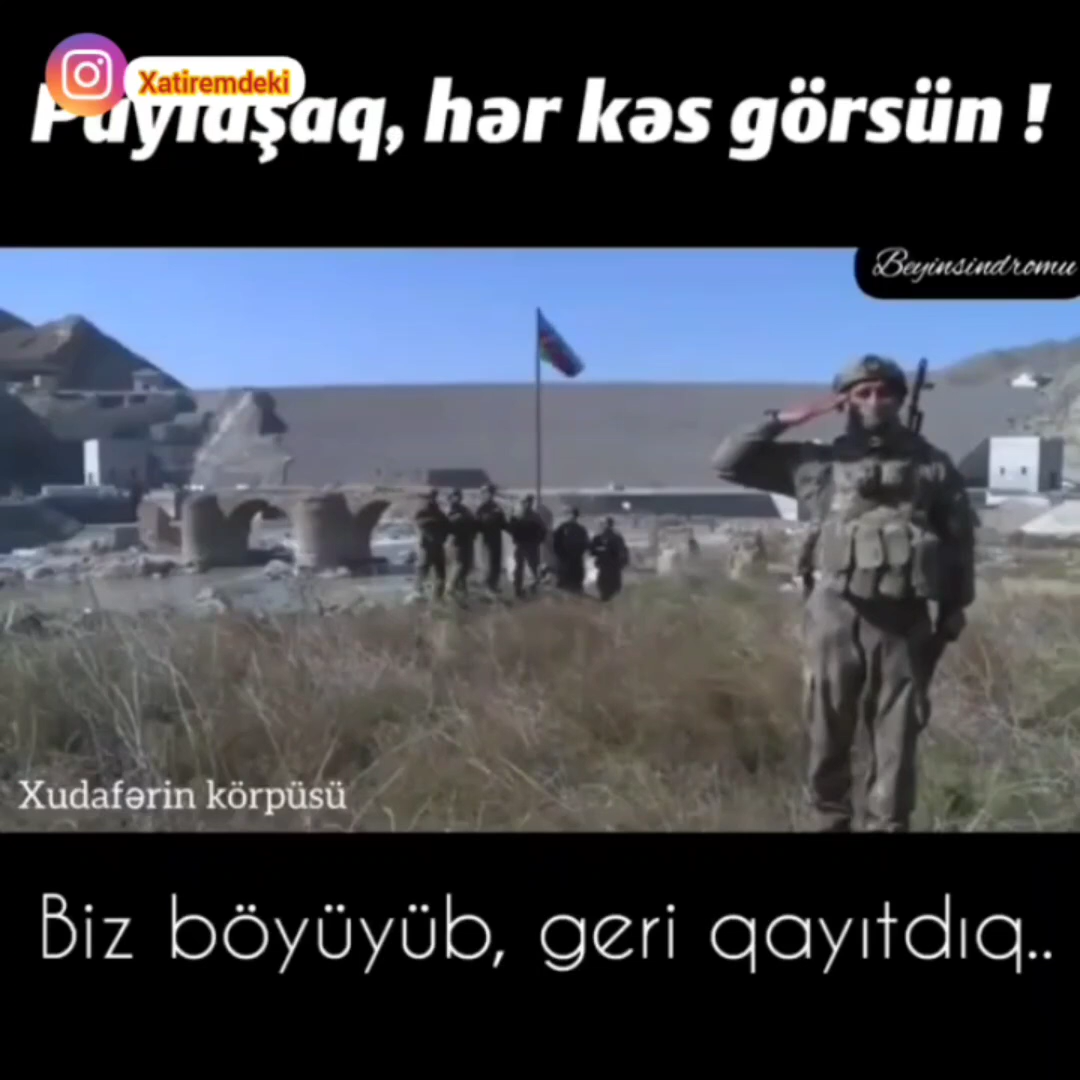 Xatiremdeki
Paylaşaq, hər kəs görsün !
Beyinsindromu
Xudafərin körpüsü
Biz böyüyüb, geri qayıtdıq..